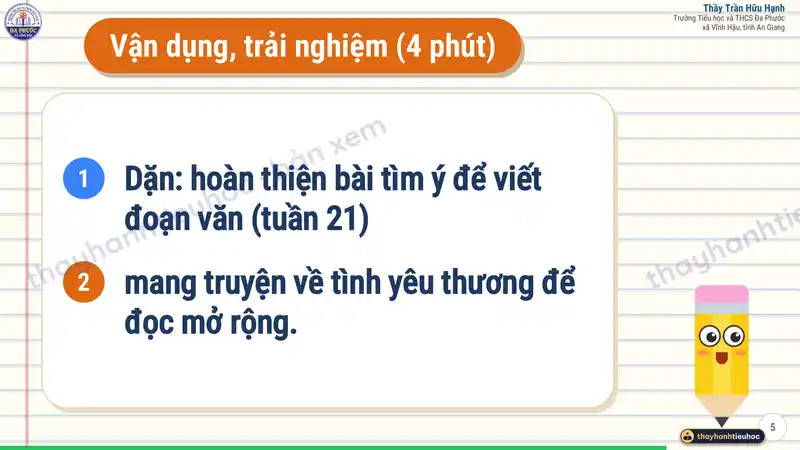 Thầy Trần Hữu Hạnh
Trường Tiểu học và THCS Đa Phước
xã Vĩnh Hậu, tỉnh An Giang
ĐA PHƯỚC
Vận dụng, trải nghiệm (4 phút)
1
Dặn: hoàn thiện bài tìm ý để viết
đoạn văn (tuần 21)
2
mang truyện về tình yêu thương để
đọc mở rộng.
thayhanhtieuhoc
5